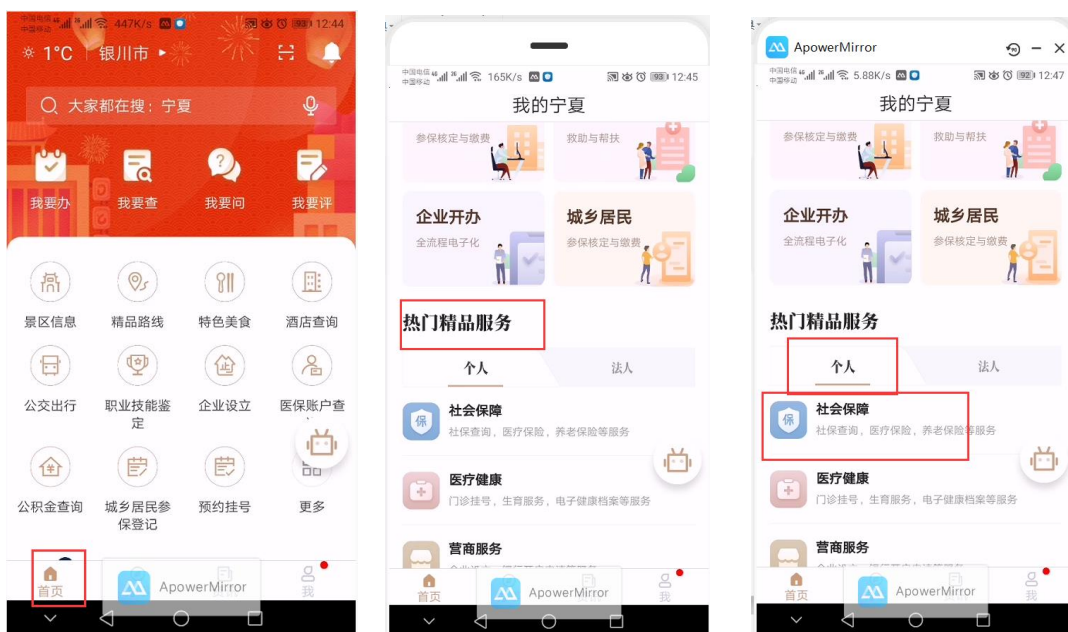 中国电信 4G 2G 447K/s 93 12:44
中国移动
1°C 银川市
大家都在搜：宁夏
我要办 我要查 我要问 我要评
景区信息 精品路线 特色美食 酒店查询
公交出行 职业技能鉴定 企业设立 医保账户查
公积金查询 城乡居民参保登记 预约挂号 更多
首页 我
ApowerMirror
中国电信 4G 2G 165K/s 93 12:45
中国移动
我的宁夏
参保核定与缴费 救助与帮扶
企业开办 城乡居民
全流程电子化 参保核定与缴费
热门精品服务
个人 法人
社会保障
社保查询，医疗保险，养老保险等服务
医疗健康
门诊挂号，生育服务，电子健康档案等服务
营商服务
首页 我
ApowerMirror
ApowerMirror
中国电信 4G 2G 5.88K/s 92 12:47
中国移动
我的宁夏
参保核定与缴费 救助与帮扶
企业开办 城乡居民
全流程电子化 参保核定与缴费
热门精品服务
个人 法人
社会保障
社保查询，医疗保险，养老保险等服务
医疗健康
门诊挂号，生育服务，电子健康档案等服务
营商服务
首页 我
ApowerMirror